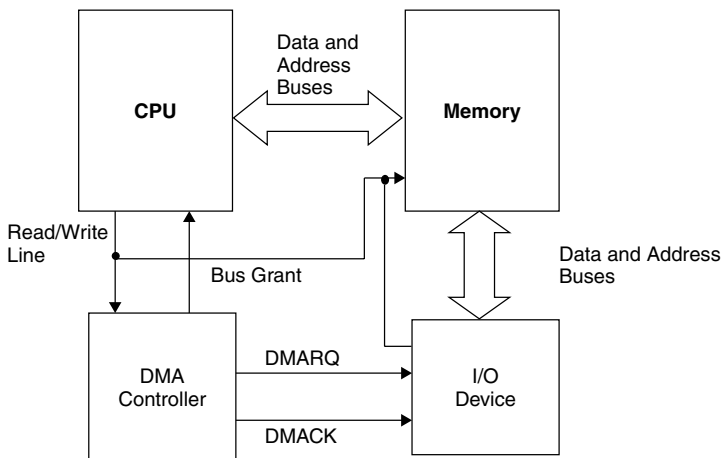 Data and
Address
Buses
CPU
Memory
Read/Write
Line
Bus Grant
Data and Address
Buses
DMARQ
DMA
Controller
I/O
Device
DMACK